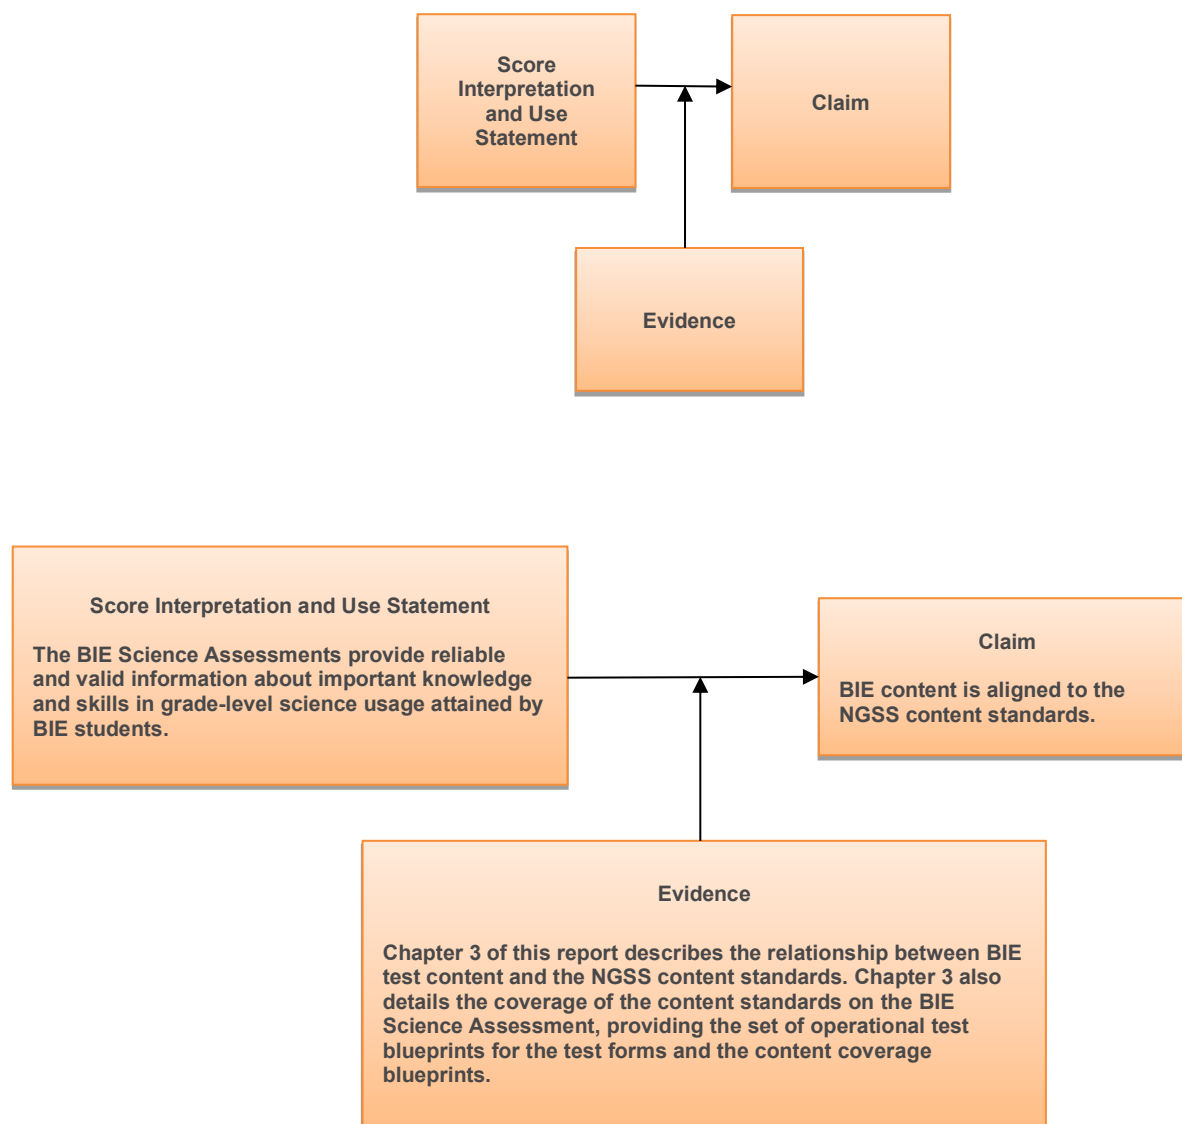 Score
Interpretation
and Use
Statement
Claim
Evidence
Score Interpretation and Use Statement
The BIE Science Assessments provide reliable
and valid information about important knowledge
and skills in grade-level science usage attained by
BIE students.
Claim
BIE content is aligned to the
NGSS content standards.
Evidence
Chapter 3 of this report describes the relationship between BIE
test content and the NGSS content standards. Chapter 3 also
details the coverage of the content standards on the BIE
Science Assessment, providing the set of operational test
blueprints for the test forms and the content coverage
blueprints.